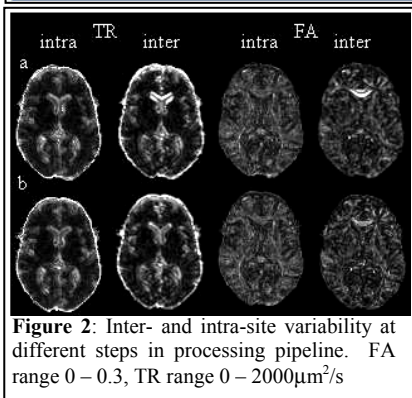 TR FA
intra inter intra inter
a
b
Figure 2: Inter- and intra-site variability at
different steps in processing pipeline. FA
range 0 – 0.3, TR range 0 – 2000μm²/s